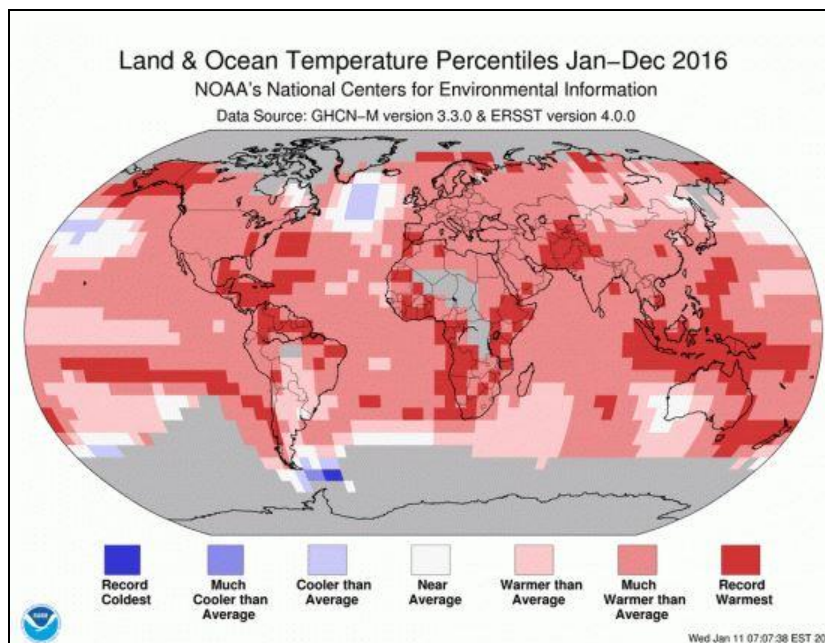 Land & Ocean Temperature Percentiles Jan–Dec 2016
NOAA's National Centers for Environmental Information
Data Source: GHCN–M version 3.3.0 & ERSST version 4.0.0
Record
Coldest
Much
Cooler than
Average
Cooler than
Average
Near
Average
Warmer than
Average
Much
Warmer than
Average
Record
Warmest
Wed Jan 11 07:07:38 EST 20